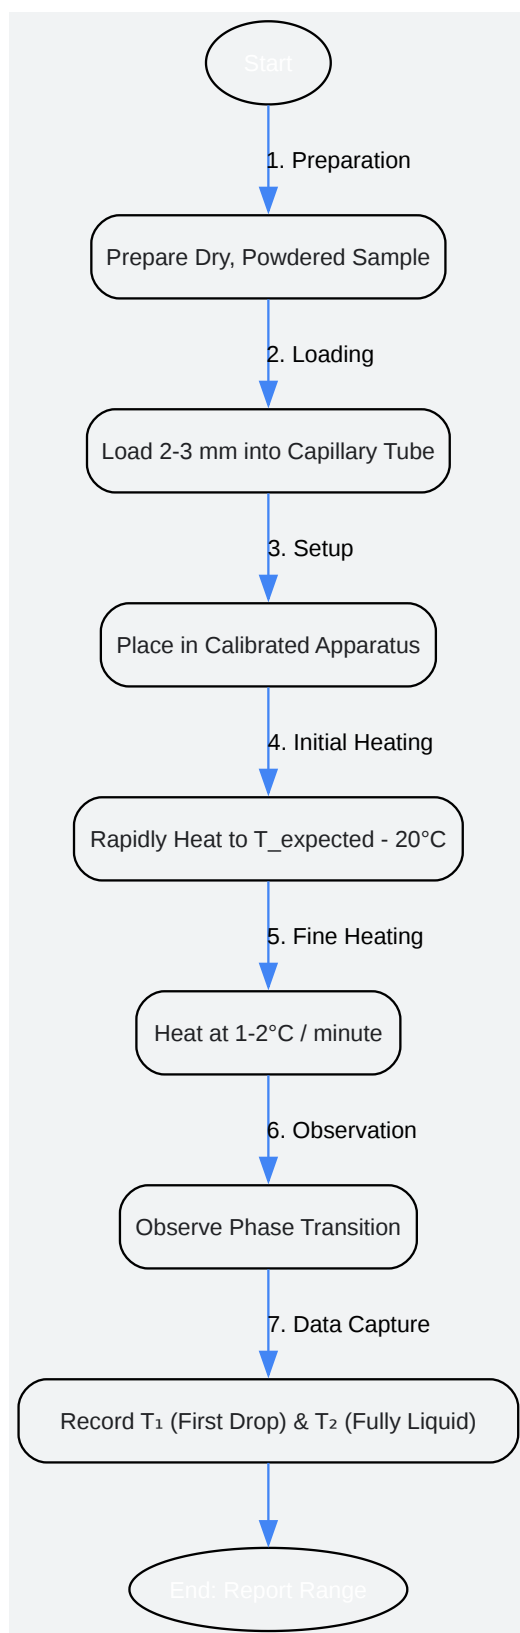 Start
1. Preparation
Prepare Dry, Powdered Sample
2. Loading
Load 2-3 mm into Capillary Tube
3. Setup
Place in Calibrated Apparatus
4. Initial Heating
Rapidly Heat to T_expected - 20°C
5. Fine Heating
Heat at 1-2°C / minute
6. Observation
Observe Phase Transition
7. Data Capture
Record T₁ (First Drop) & T₂ (Fully Liquid)
End: Report Range